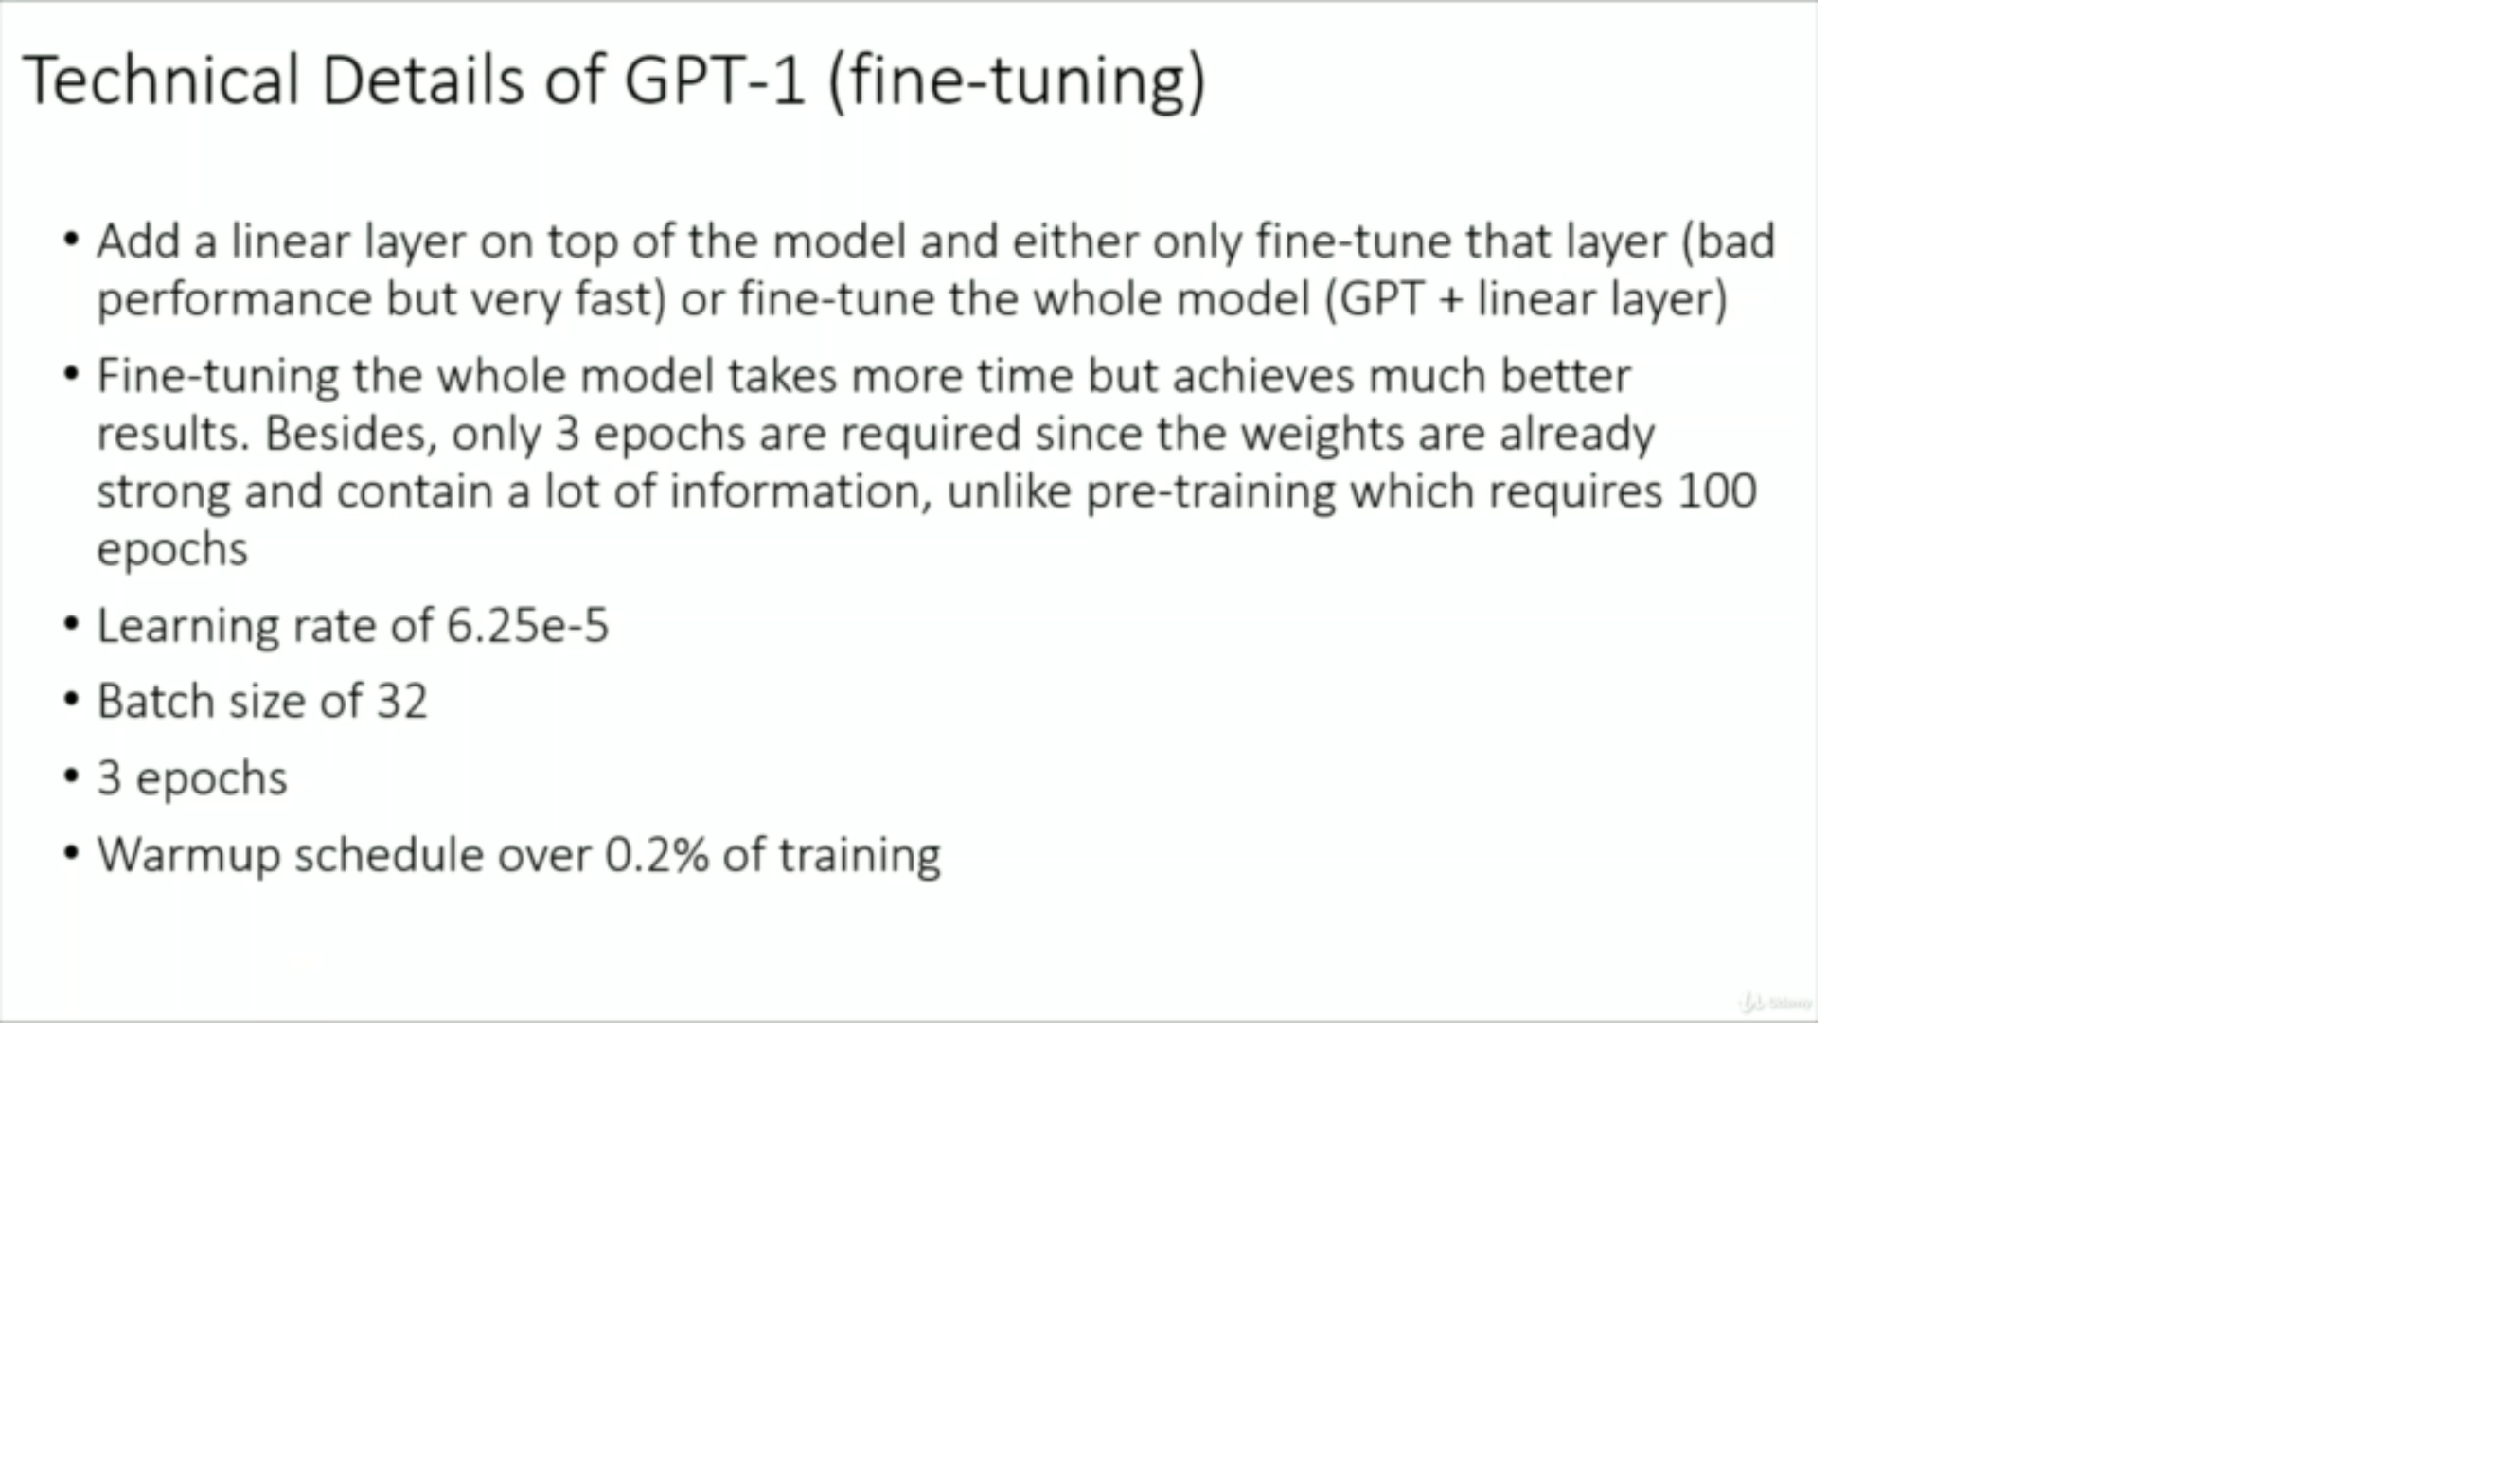 Technical Details of GPT-1 (fine-tuning)
• Add a linear layer on top of the model and either only fine-tune that layer (bad
performance but very fast) or fine-tune the whole model (GPT + linear layer)
• Fine-tuning the whole model takes more time but achieves much better
results. Besides, only 3 epochs are required since the weights are already
strong and contain a lot of information, unlike pre-training which requires 100
epochs
• Learning rate of 6.25e-5
• Batch size of 32
• 3 epochs
• Warmup schedule over 0.2% of training
Udemy